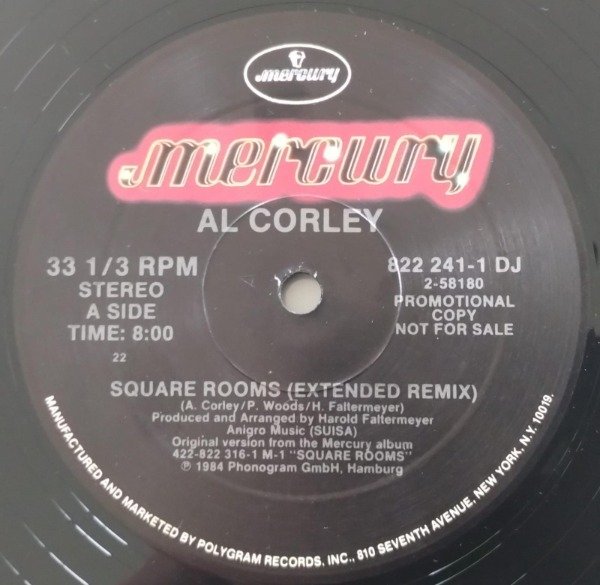 mercury
mercury
AL CORLEY
33 1/3 RPM
STEREO
A SIDE
TIME: 8:00
22
822 241-1 DJ
2-58180
PROMOTIONAL
COPY
NOT FOR SALE
SQUARE ROOMS (EXTENDED REMIX)
(A. Corley/P. Woods/H. Faltermeyer)
Produced and Arranged by Harold Faltermeyer
Anigro Music (SUISA)
Original version from the Mercury album
422-822 316-1 M-1 "SQUARE ROOMS"
℗ 1984 Phonogram GmbH, Hamburg
MANUFACTURED AND MARKETED BY POLYGRAM RECORDS, INC., 810 SEVENTH AVENUE, NEW YORK, N.Y. 10019.